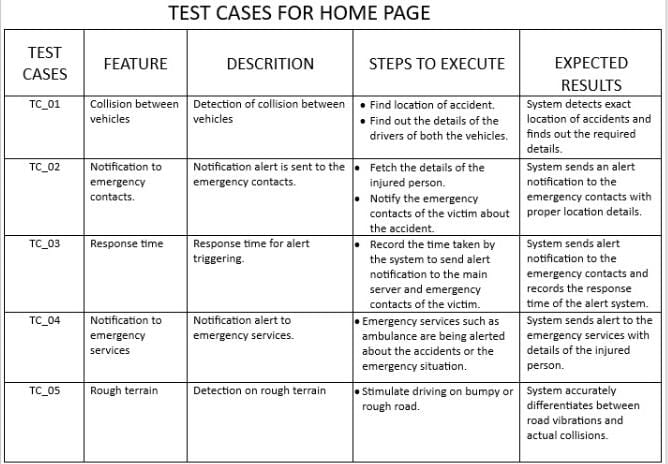 TEST CASES FOR HOME PAGE
TEST
CASES
FEATURE
DESCRITION
STEPS TO EXECUTE
EXPECTED
RESULTS
TC_01
Collision between
vehicles
Detection of collision between
vehicles
• Find location of accident.
• Find out the details of the
drivers of both the vehicles.
System detects exact
location of accidents and
finds out the required
details.
TC_02
Notification to
emergency
contacts.
Notification alert is sent to the
emergency contacts.
• Fetch the details of the
injured person.
• Notify the emergency
contacts of the victim about
the accident.
System sends an alert
notification to the
emergency contacts with
proper location details.
TC_03
Response time
Response time for alert
triggering.
• Record the time taken by
the system to send alert
notification to the main
server and emergency
contacts of the victim.
System sends alert
notification to the
emergency contacts and
records the response
time of the alert system.
TC_04
Notification to
emergency
services
Notification alert to
emergency services.
• Emergency services such as
ambulance are being alerted
about the accidents or the
emergency situation.
System sends alert to the
emergency services with
details of the injured
person.
TC_05
Rough terrain
Detection on rough terrain
• Stimulate driving on bumpy or
rough road.
System accurately
differentiates between
road vibrations and
actual collisions.